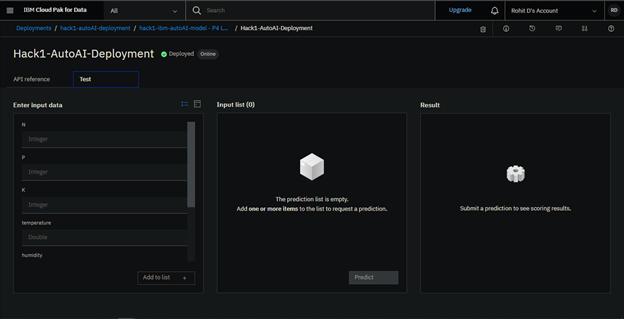 IBM Cloud Pak for Data
All
Search
Upgrade
Rohit D's Account
RD
Deployments / hack1-autoAI-deployment / hack1-ibm-autoAI-model - P4 L... / Hack1-AutoAI-Deployment
Hack1-AutoAI-Deployment
Deployed
Online
API reference
Test
Enter input data
N
Integer
P
Integer
K
Integer
temperature
Double
humidity
Add to list +
Input list (0)
The prediction list is empty.
Add one or more items to the list to request a prediction.
Predict
Result
Submit a prediction to see scoring results.